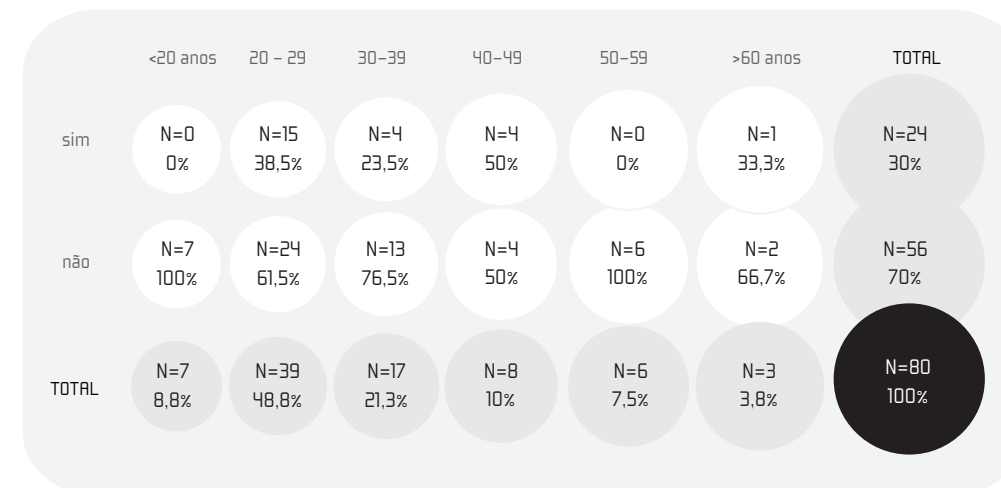 <20 anos 20 - 29 30-39 40-49 50-59 >60 anos TOTAL
sim N=0 N=15 N=4 N=4 N=0 N=1 N=24
0% 38,5% 23,5% 50% 0% 33,3% 30%
não N=7 N=24 N=13 N=4 N=6 N=2 N=56
100% 61,5% 76,5% 50% 100% 66,7% 70%
TOTAL N=7 N=39 N=17 N=8 N=6 N=3 N=80
8,8% 48,8% 21,3% 10% 7,5% 3,8% 100%